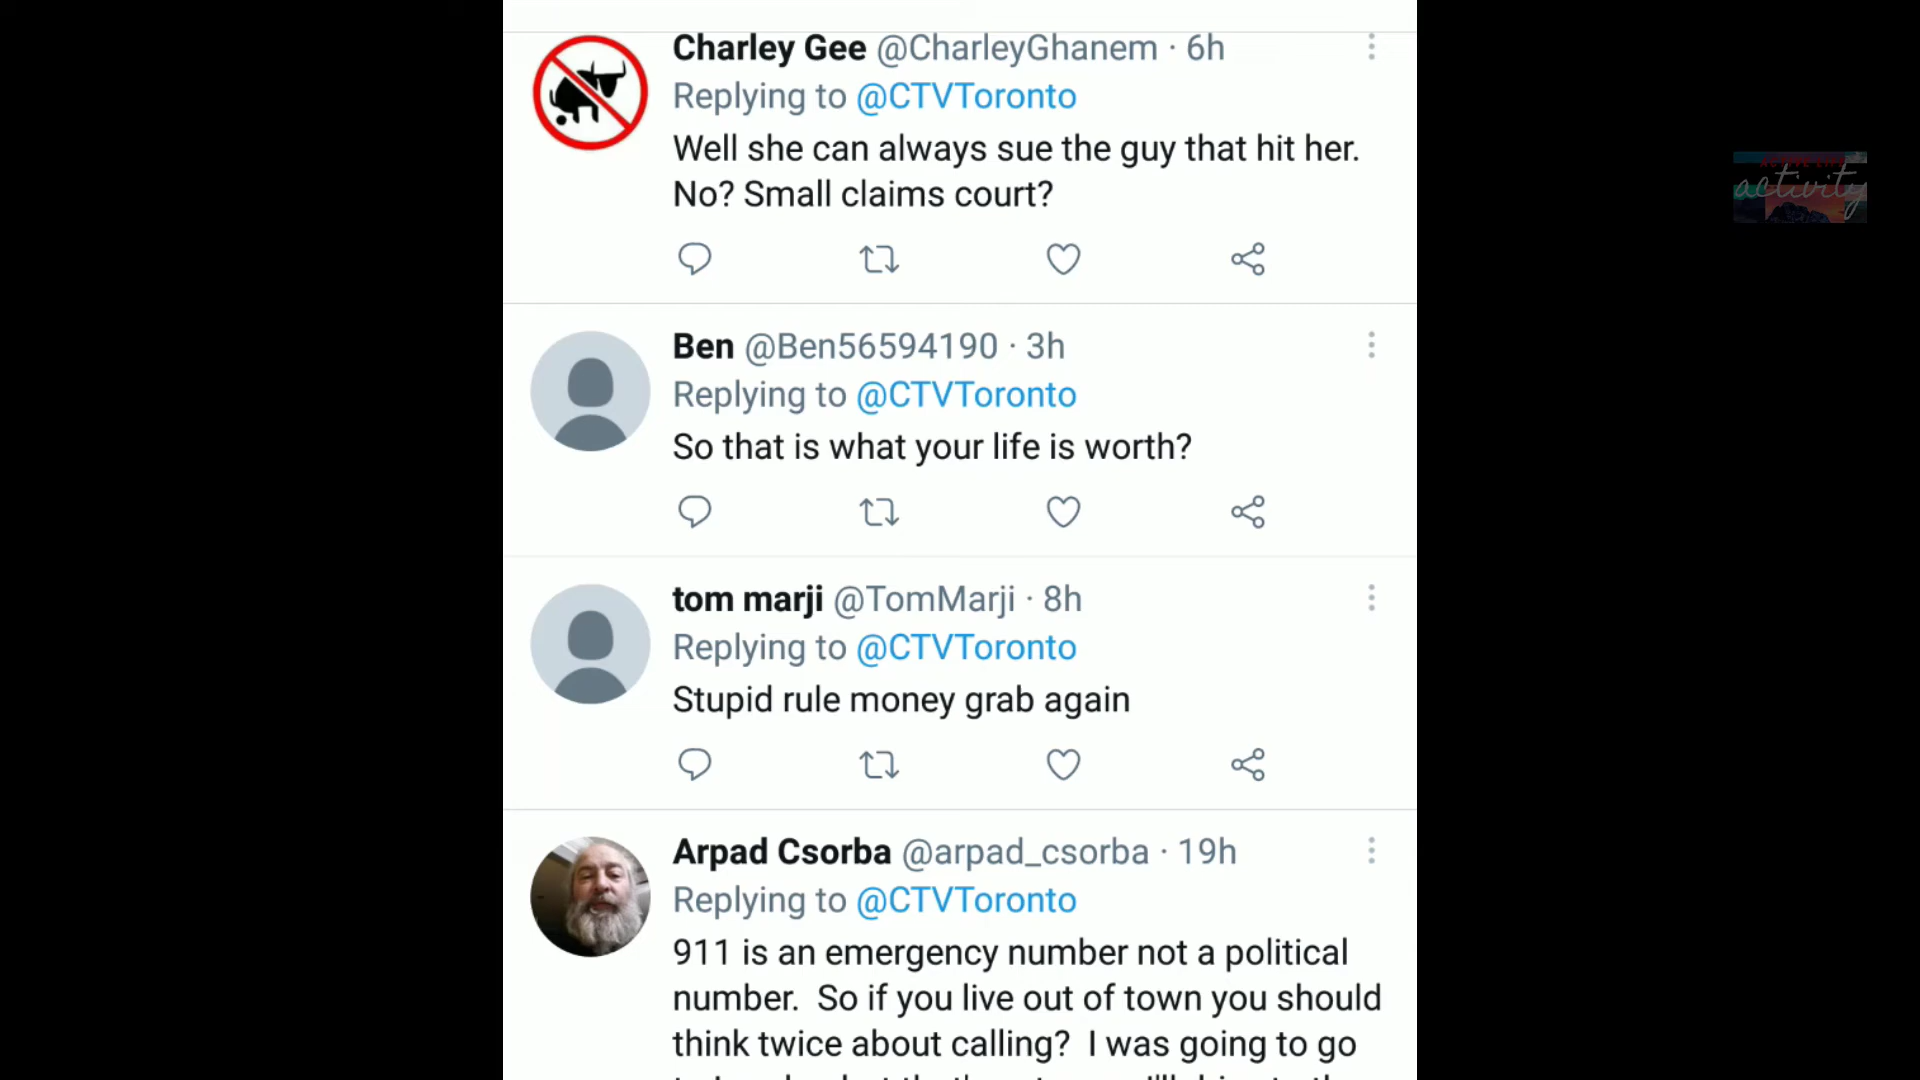 Charley Gee @CharleyGhanem · 6h
Replying to @CTVToronto
Well she can always sue the guy that hit her.
No? Small claims court?
activity
Ben @Ben56594190 · 3h
Replying to @CTVToronto
So that is what your life is worth?
tom marji @TomMarji · 8h
Replying to @CTVToronto
Stupid rule money grab again
Arpad Csorba @arpad_csorba · 19h
Replying to @CTVToronto
911 is an emergency number not a political
number. So if you live out of town you should
think twice about calling? I was going to go